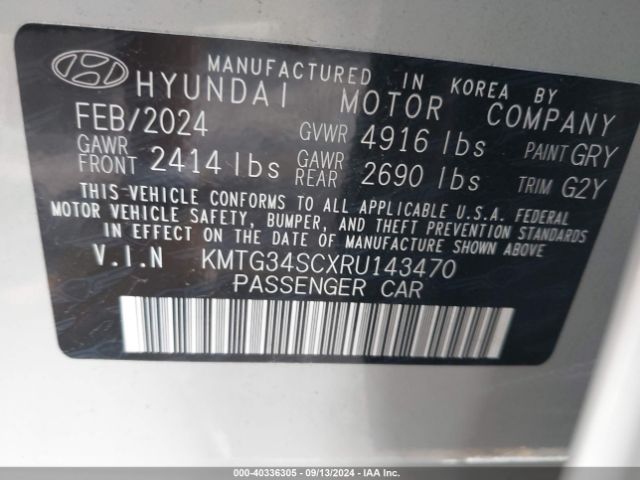 MANUFACTURED IN KOREA BY
HYUNDAI MOTOR COMPANY
FEB/2024 GVWR 4916 lbs PAINT GRY
GAWR FRONT 2414 lbs GAWR REAR 2690 lbs TRIM G2Y
THIS VEHICLE CONFORMS TO ALL APPLICABLE U.S.A. FEDERAL
MOTOR VEHICLE SAFETY, BUMPER, AND THEFT PREVENTION STANDARDS
IN EFFECT ON THE DATE OF MANUFACTURE SHOWN ABOVE
V.I.N KMTG34SCXRU143470
PASSENGER CAR
000-40336305 - 09/13/2024 - IAA Inc.